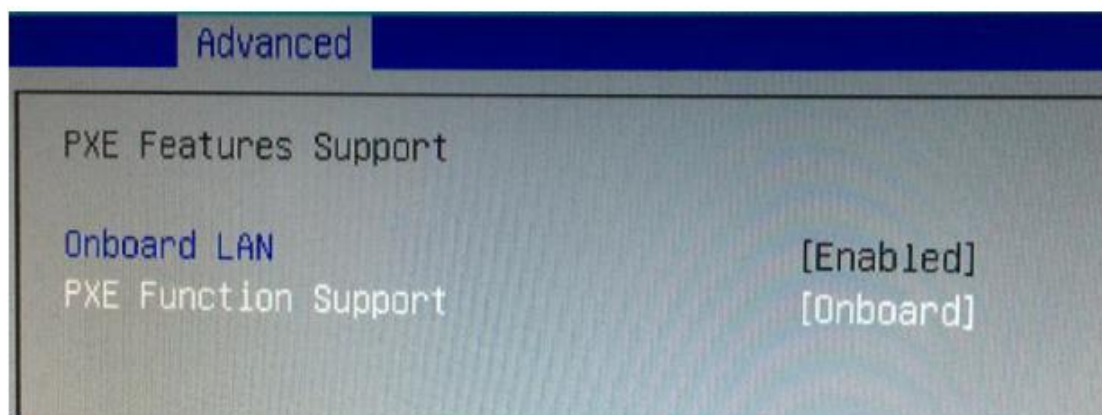 Advanced
PXE Features Support
Onboard LAN [Enabled]
PXE Function Support [Onboard]